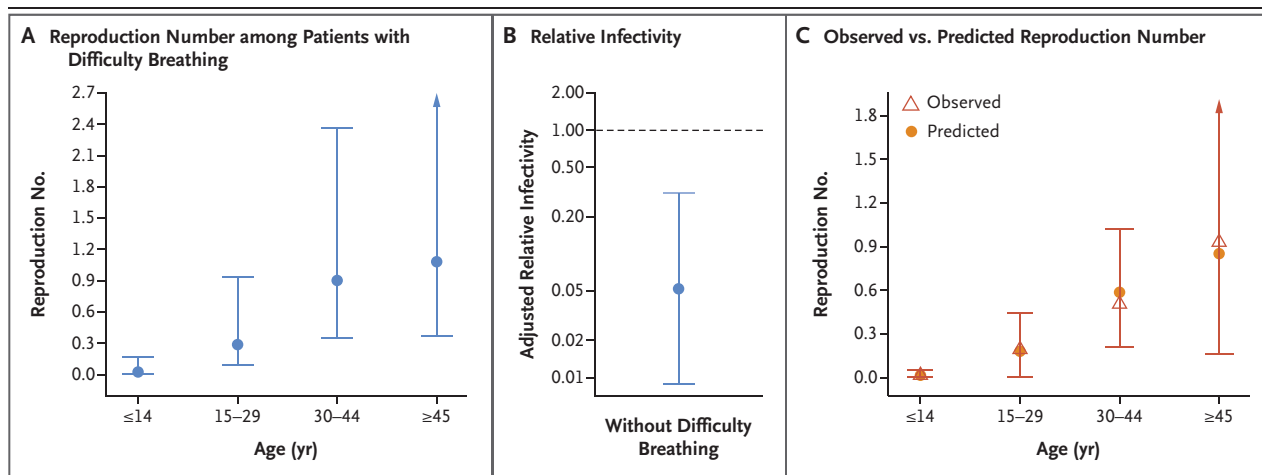 A Reproduction Number among Patients with
Difficulty Breathing
2.7
2.4
2.1
1.8
1.5
1.2
0.9
0.6
0.3
0.0
Reproduction No.
≤14
15–29
30–44
≥45
Age (yr)
B Relative Infectivity
2.00
1.00
0.50
0.20
0.05
0.02
0.01
Adjusted Relative Infectivity
Without Difficulty
Breathing
C Observed vs. Predicted Reproduction Number
Observed
Predicted
1.8
1.5
1.2
0.9
0.6
0.3
0.0
Reproduction No.
≤14
15–29
30–44
≥45
Age (yr)